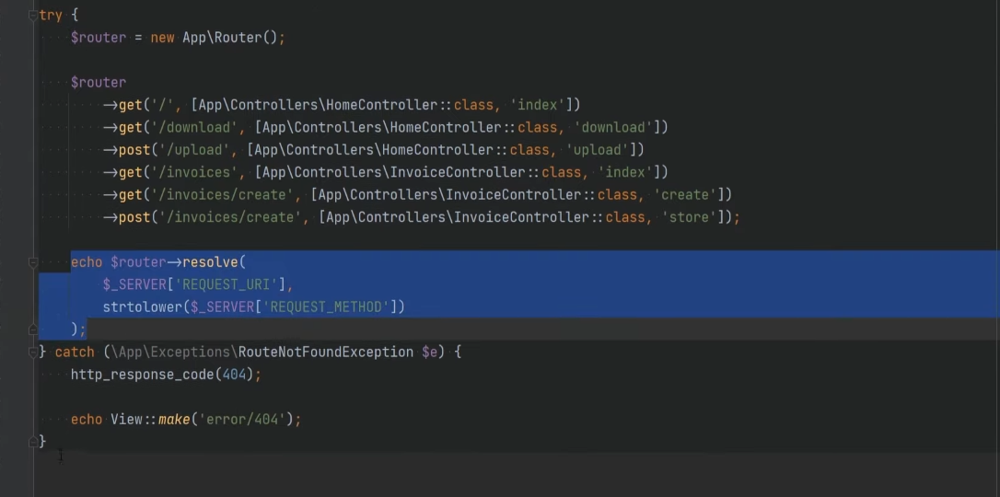 try {
    $router = new App\Router();
    $router
        ->get('/', [App\Controllers\HomeController::class, 'index'])
        ->get('/download', [App\Controllers\HomeController::class, 'download'])
        ->post('/upload', [App\Controllers\HomeController::class, 'upload'])
        ->get('/invoices', [App\Controllers\InvoiceController::class, 'index'])
        ->get('/invoices/create', [App\Controllers\InvoiceController::class, 'create'])
        ->post('/invoices/create', [App\Controllers\InvoiceController::class, 'store']);
    echo $router->resolve(
        $_SERVER['REQUEST_URI'],
        strtolower($_SERVER['REQUEST_METHOD'])
    );
} catch (\App\Exceptions\RouteNotFoundException $e) {
    http_response_code(404);
    echo View::make('error/404');
}